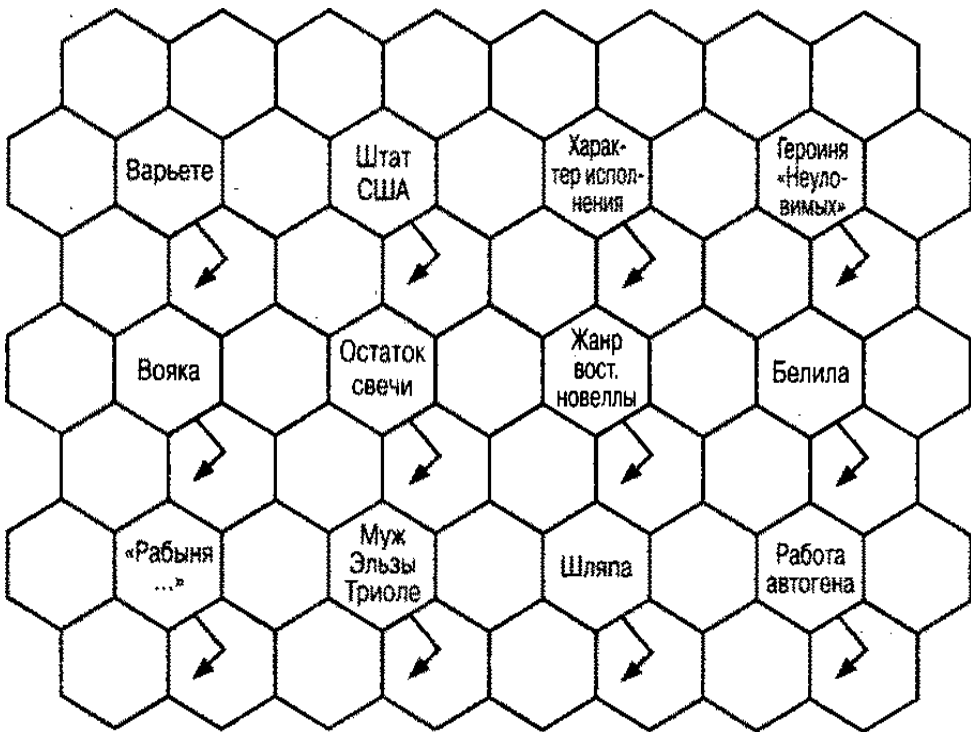 Варьете
Штат
США
Харак-
тер испол-
нения
Героиня
«Неуло-
вимых»
Вояка
Остаток
свечи
Жанр
вост.
новеллы
Белила
«Рабыня
...»
Муж
Эльзы
Триоле
Шляпа
Работа
автогена